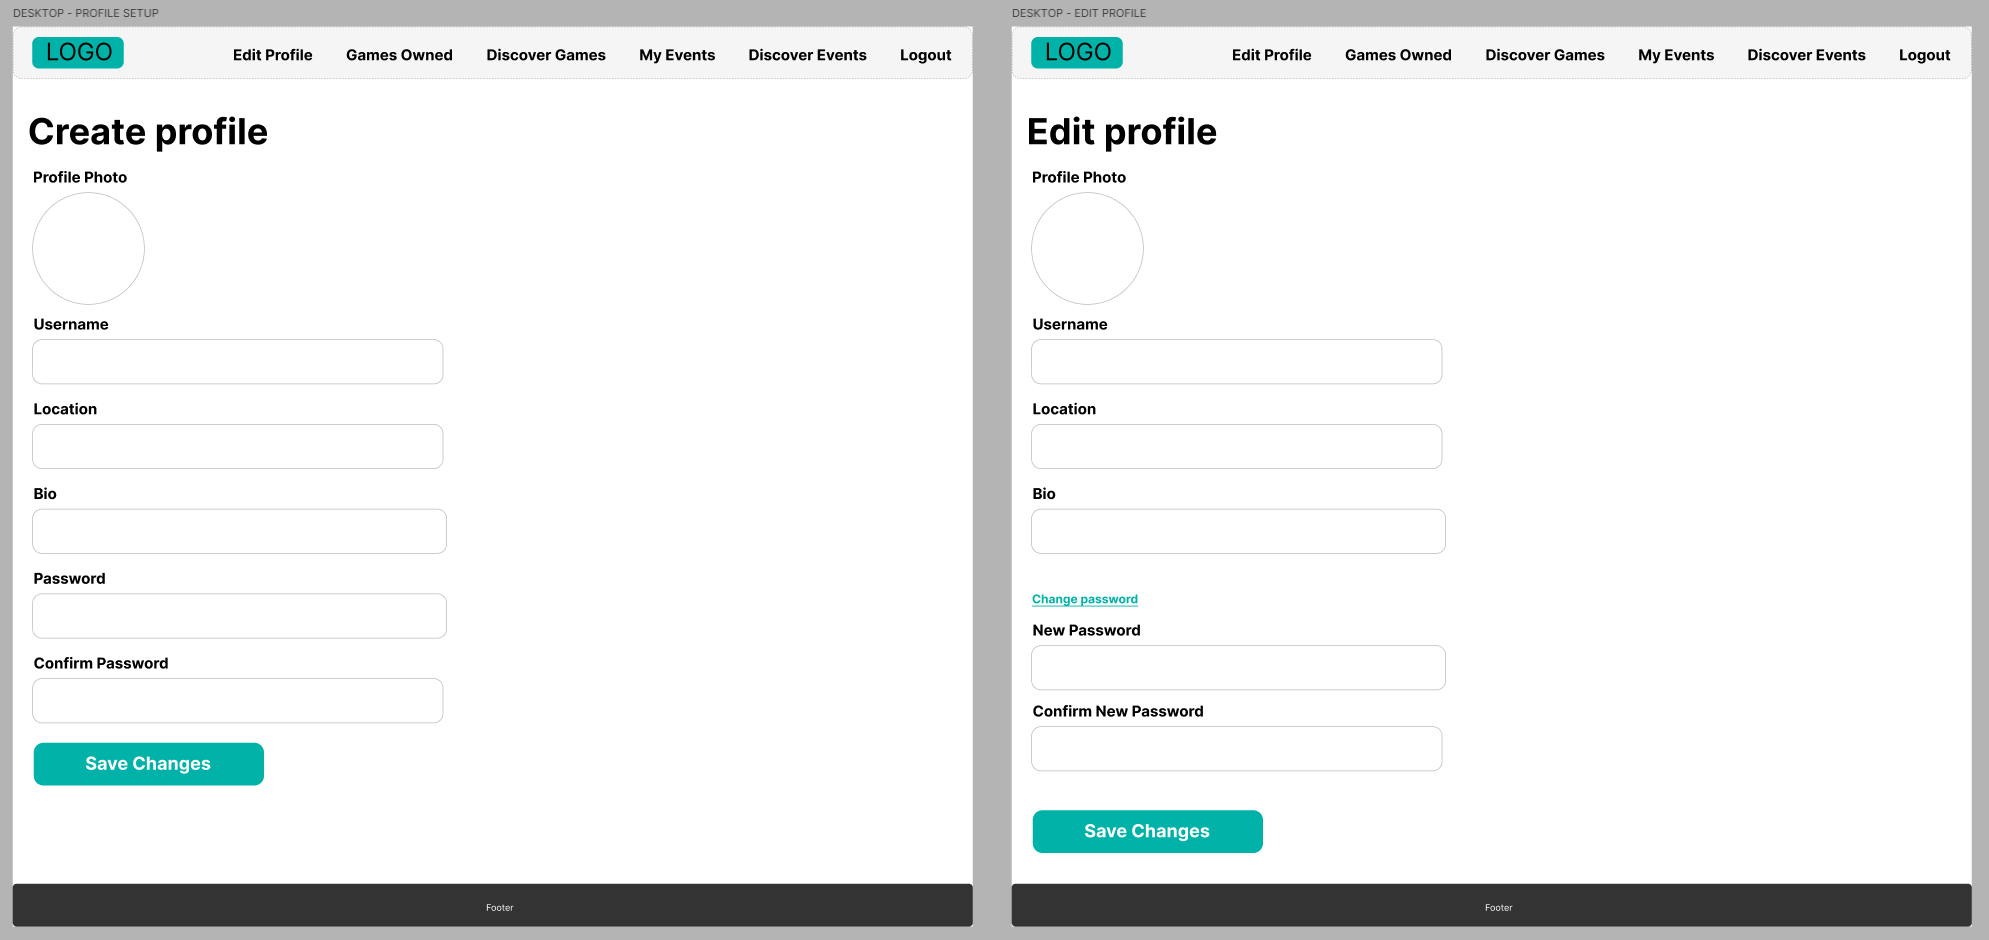 DESKTOP - PROFILE SETUP
LOGO Edit Profile Games Owned Discover Games My Events Discover Events Logout
Create profile
Profile Photo
Username
Location
Bio
Password
Confirm Password
Save Changes
Footer
DESKTOP - EDIT PROFILE
LOGO Edit Profile Games Owned Discover Games My Events Discover Events Logout
Edit profile
Profile Photo
Username
Location
Bio
Change password
New Password
Confirm New Password
Save Changes
Footer